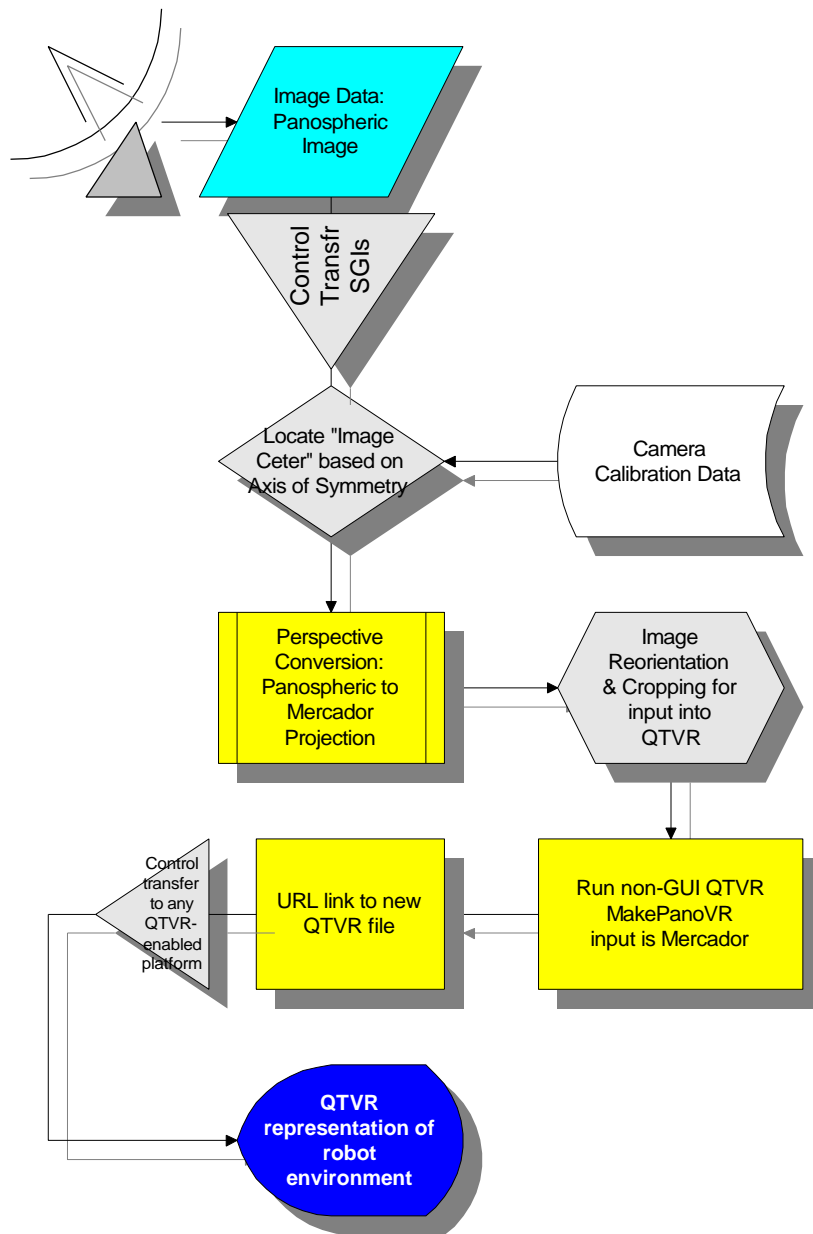 Image Data:
Panospheric
Image
Control
Transfr
SGIs
Locate "Image
Ceter" based on
Axis of Symmetry
Camera
Calibration Data
Perspective
Conversion:
Panospheric to
Mercador
Projection
Image
Reorientation
& Cropping for
input into
QTVR
Control
transfer
to any
QTVR-
enabled
platform
URL link to new
QTVR file
Run non-GUI QTVR
MakePanoVR
input is Mercador
QTVR
representation of
robot
environment